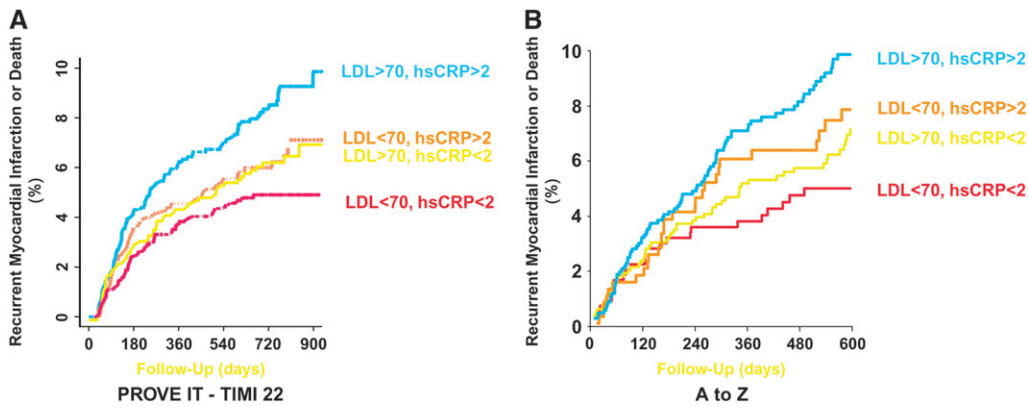 A
Recurrent Myocardial Infarction or Death
(%)
10
8
6
4
2
0
0 180 360 540 720 900
Follow-Up (days)
PROVE IT - TIMI 22
LDL>70, hsCRP>2
LDL<70, hsCRP>2
LDL>70, hsCRP<2
LDL<70, hsCRP<2
B
Recurrent Myocardial Infarction or Death
(%)
10
8
6
4
2
0
0 120 240 360 480 600
Follow-Up (days)
A to Z
LDL>70, hsCRP>2
LDL<70, hsCRP>2
LDL>70, hsCRP<2
LDL<70, hsCRP<2